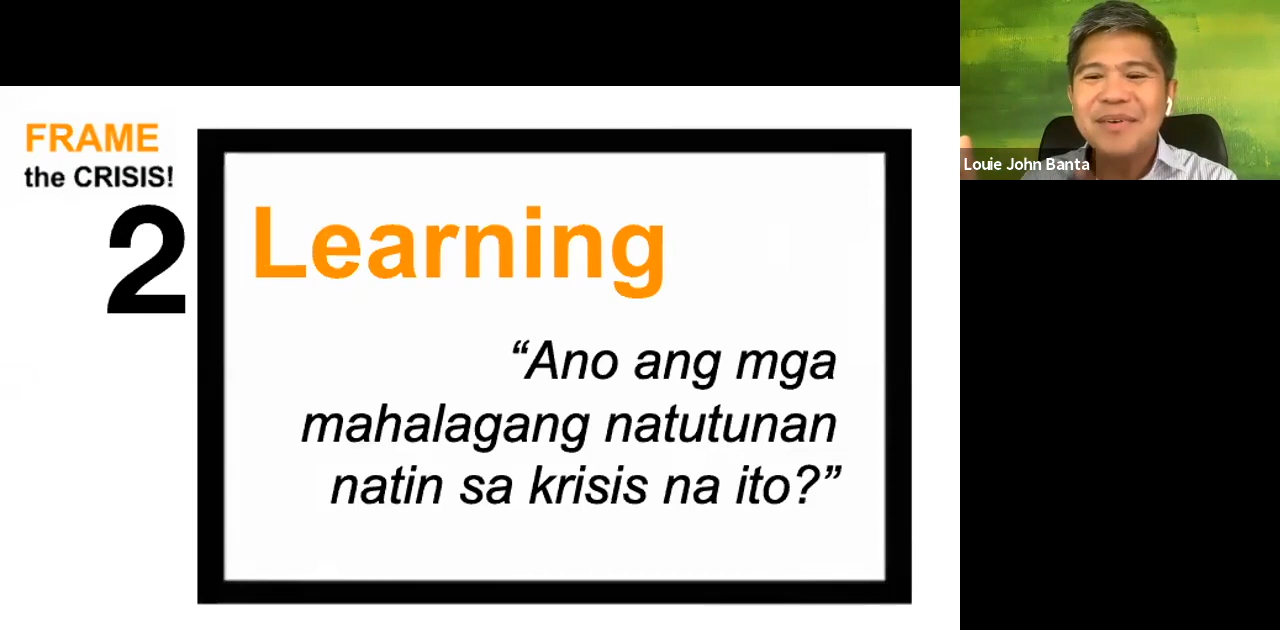 FRAME
the CRISIS!
2
Learning
“Ano ang mga
mahalagang natutunan
natin sa krisis na ito?”
Louie John Banta